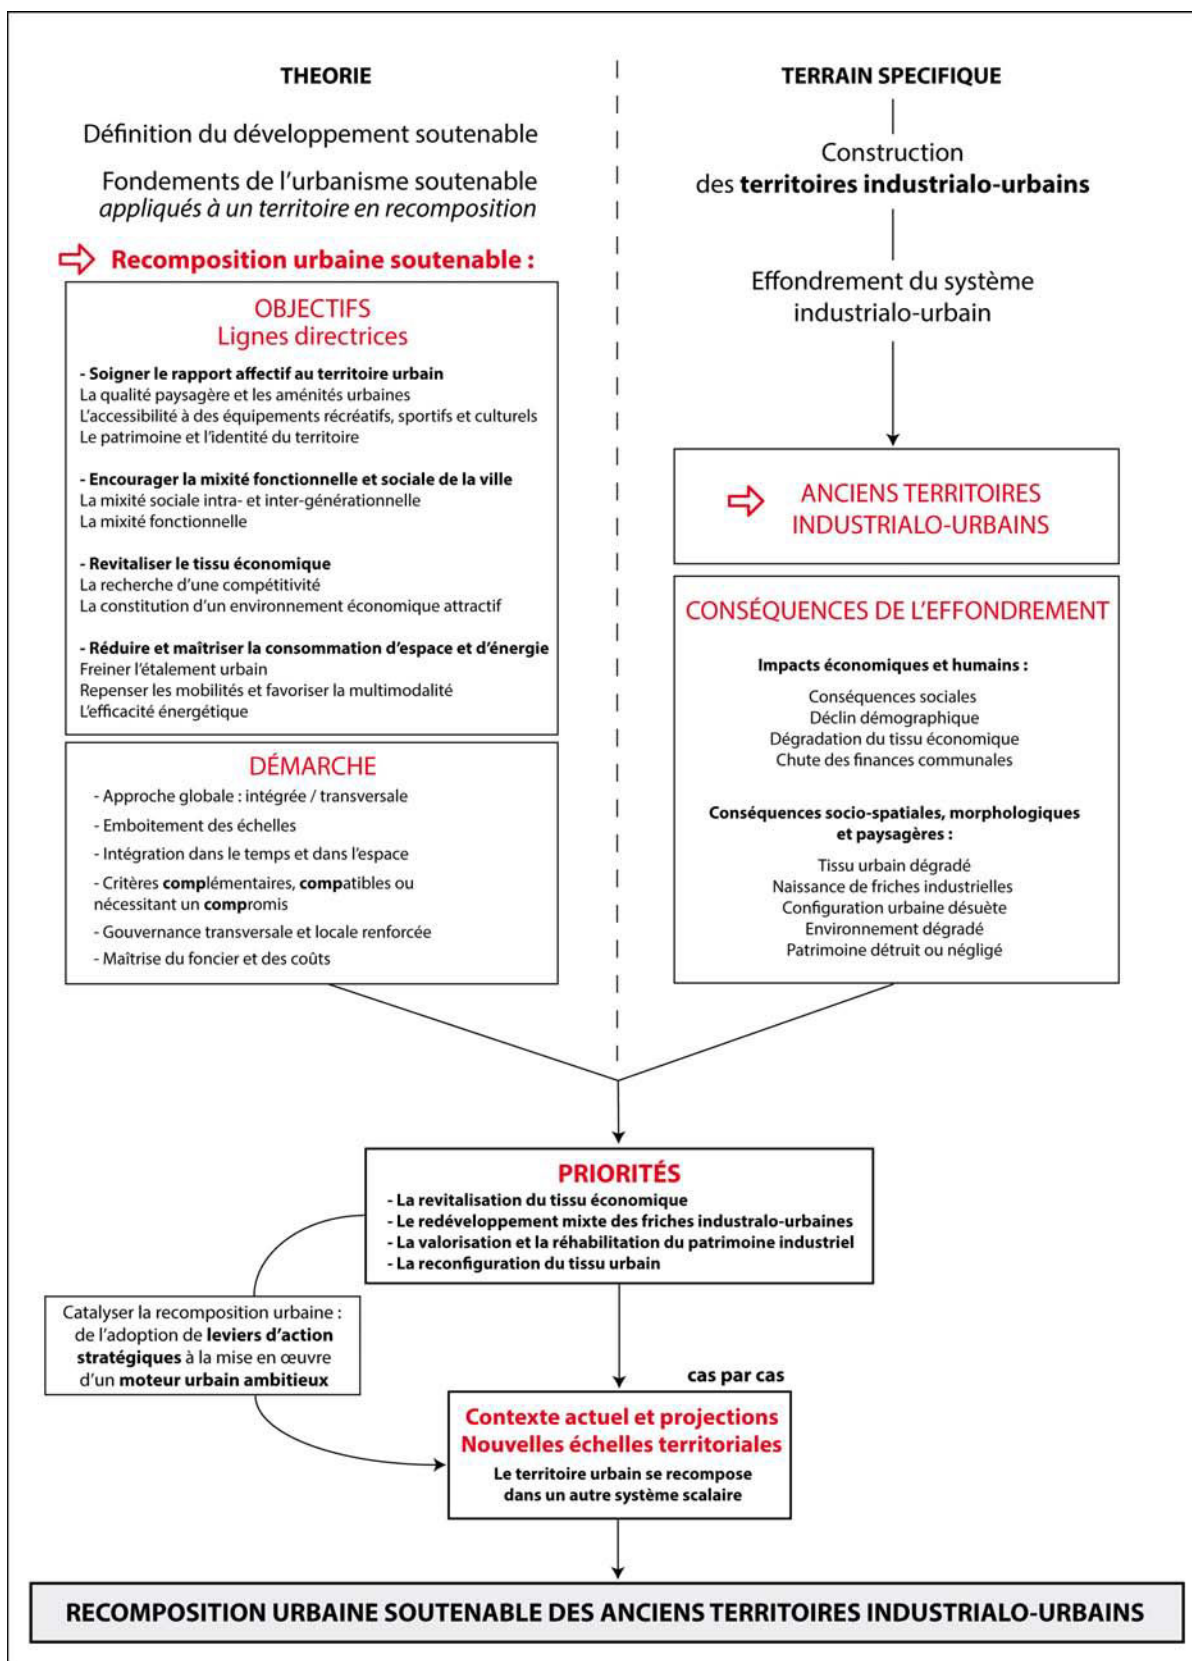 THEORIE
Définition du développement soutenable
Fondements de l'urbanisme soutenable
appliqués à un territoire en recomposition
Recomposition urbaine soutenable :
OBJECTIFS
Lignes directrices
- Soigner le rapport affectif au territoire urbain
La qualité paysagère et les aménités urbaines
L'accessibilité à des équipements récréatifs, sportifs et culturels
Le patrimoine et l'identité du territoire
- Encourager la mixité fonctionnelle et sociale de la ville
La mixité sociale intra- et inter-générationnelle
La mixité fonctionnelle
- Revitaliser le tissu économique
La recherche d'une compétitivité
La constitution d'un environnement économique attractif
- Réduire et maîtriser la consommation d'espace et d'énergie
Freiner l'étalement urbain
Repenser les mobilités et favoriser la multimodalité
L'efficacité énergétique
DÉMARCHE
- Approche globale : intégrée / transversale
- Emboitement des échelles
- Intégration dans le temps et dans l'espace
- Critères complémentaires, compatibles ou
nécessitant un compromis
- Gouvernance transversale et locale renforcée
- Maîtrise du foncier et des coûts
TERRAIN SPECIFIQUE
Construction
des territoires industrialo-urbains
Effondrement du système
industrialo-urbain
ANCIENS TERRITOIRES
INDUSTRIALO-URBAINS
CONSÉQUENCES DE L'EFFONDREMENT
Impacts économiques et humains :
Conséquences sociales
Déclin démographique
Dégradation du tissu économique
Chute des finances communales
Conséquences socio-spatiales, morphologiques
et paysagères :
Tissu urbain dégradé
Naissance de friches industrielles
Configuration urbaine désuète
Environnement dégradé
Patrimoine détruit ou négligé
PRIORITÉS
- La revitalisation du tissu économique
- Le redéveloppement mixte des friches industralo-urbaines
- La valorisation et la réhabilitation du patrimoine industriel
- La reconfiguration du tissu urbain
Catalyser la recomposition urbaine :
de l'adoption de leviers d'action
stratégiques à la mise en œuvre
d'un moteur urbain ambitieux
cas par cas
Contexte actuel et projections
Nouvelles échelles territoriales
Le territoire urbain se recompose
dans un autre système scalaire
RECOMPOSITION URBAINE SOUTENABLE DES ANCIENS TERRITOIRES INDUSTRIALO-URBAINS